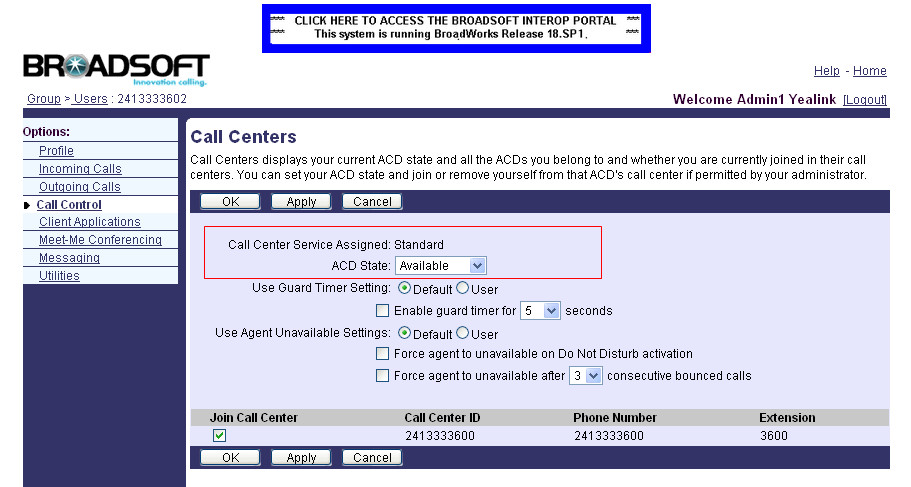 *** CLICK HERE TO ACCESS THE BROADSOFT INTEROP PORTAL ***
*** This system is running BroadWorks Release 18.SP1. ***
BROADSOFT
Innovation calling.
Help - Home
Group > Users : 2413333602
Welcome Admin1 Yealink [Logout]
Options:
Profile
Incoming Calls
Outgoing Calls
Call Control
Client Applications
Meet-Me Conferencing
Messaging
Utilities
Call Centers
Call Centers displays your current ACD state and all the ACDs you belong to and whether you are currently joined in their call
centers. You can set your ACD state and join or remove yourself from that ACD's call center if permitted by your administrator.
OK Apply Cancel
Call Center Service Assigned: Standard
ACD State: Available
Use Guard Timer Setting: Default User
Enable guard timer for 5 seconds
Use Agent Unavailable Settings: Default User
Force agent to unavailable on Do Not Disturb activation
Force agent to unavailable after 3 consecutive bounced calls
Join Call Center Call Center ID Phone Number Extension
2413333600 2413333600 3600
OK Apply Cancel